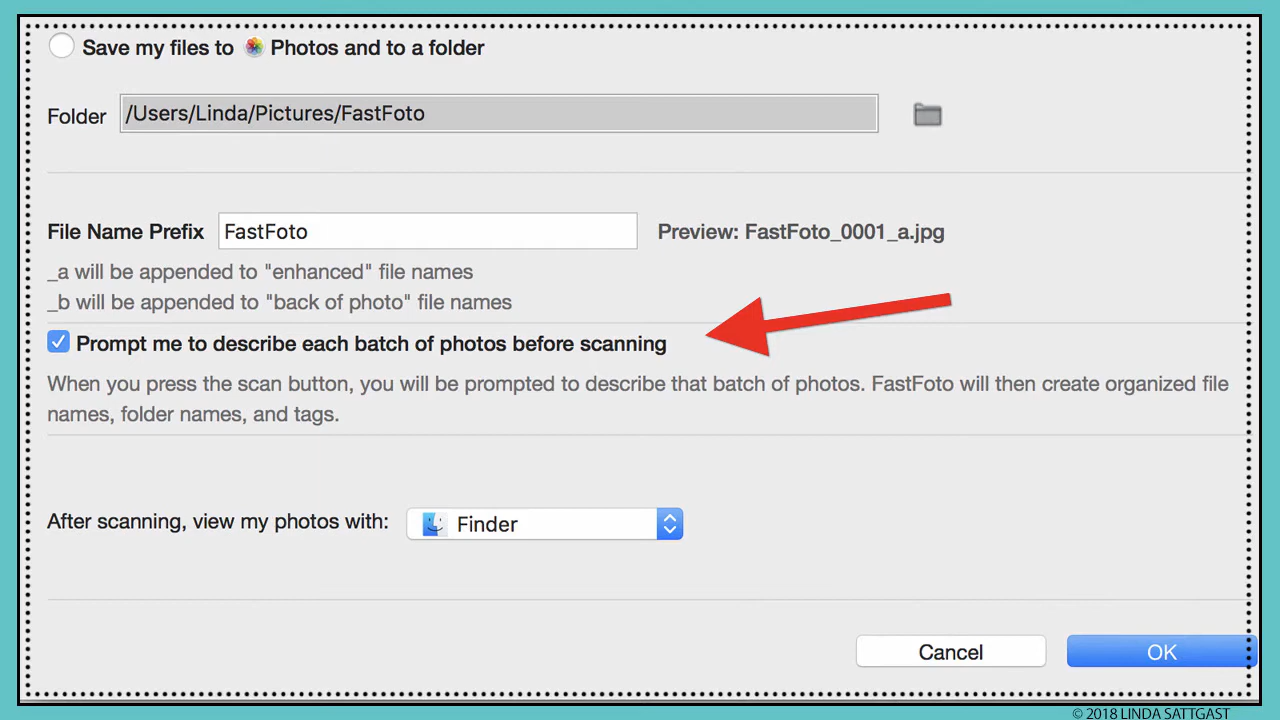 Save my files to Photos and to a folder
Folder /Users/Linda/Pictures/FastFoto
File Name Prefix FastFoto Preview: FastFoto_0001_a.jpg
_a will be appended to "enhanced" file names
_b will be appended to "back of photo" file names
Prompt me to describe each batch of photos before scanning
When you press the scan button, you will be prompted to describe that batch of photos. FastFoto will then create organized file
names, folder names, and tags.
After scanning, view my photos with: Finder
Cancel OK
© 2018 LINDA SATTGAST